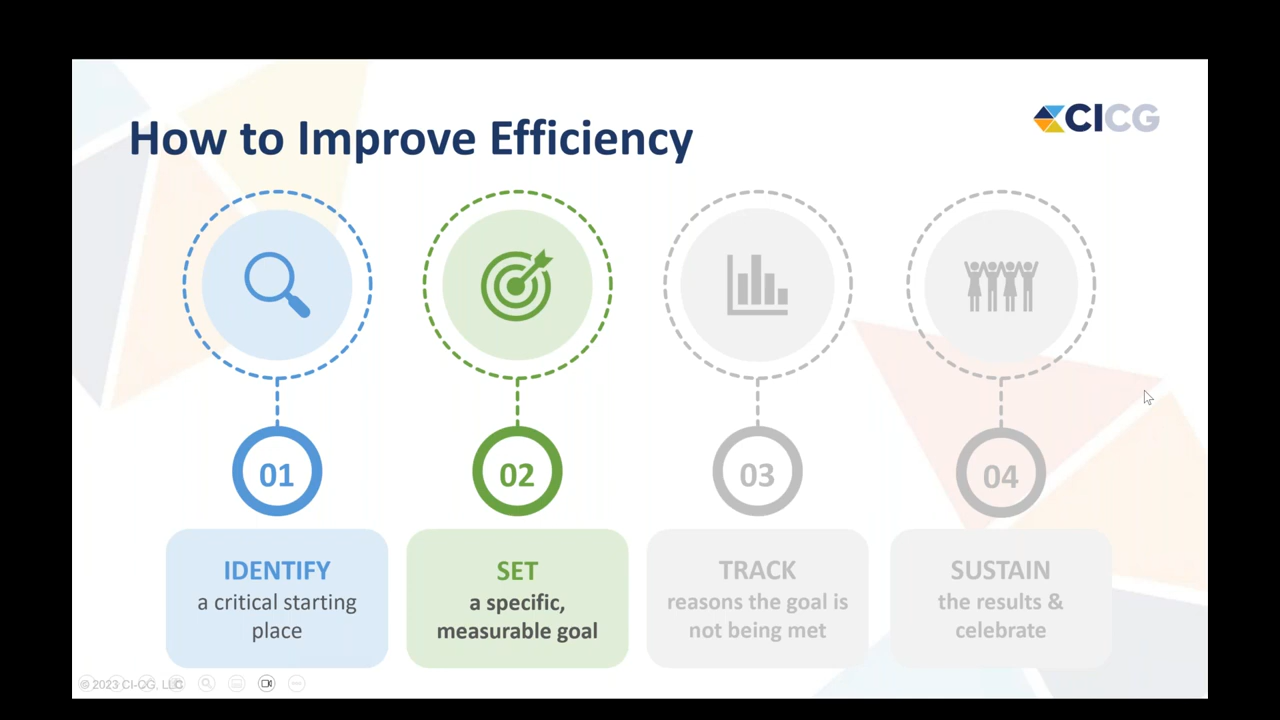 How to Improve Efficiency
CICG
01
02
03
04
IDENTIFY
a critical starting
place
SET
a specific,
measurable goal
TRACK
reasons the goal is
not being met
SUSTAIN
the results &
celebrate
© 2023 CI-CG, LLC